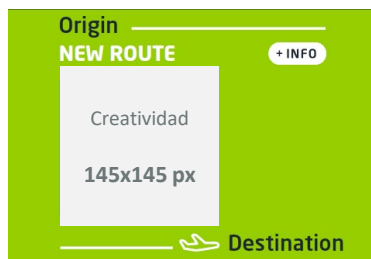 Origin
NEW ROUTE
+ INFO
Creatividad
145x145 px
Destination